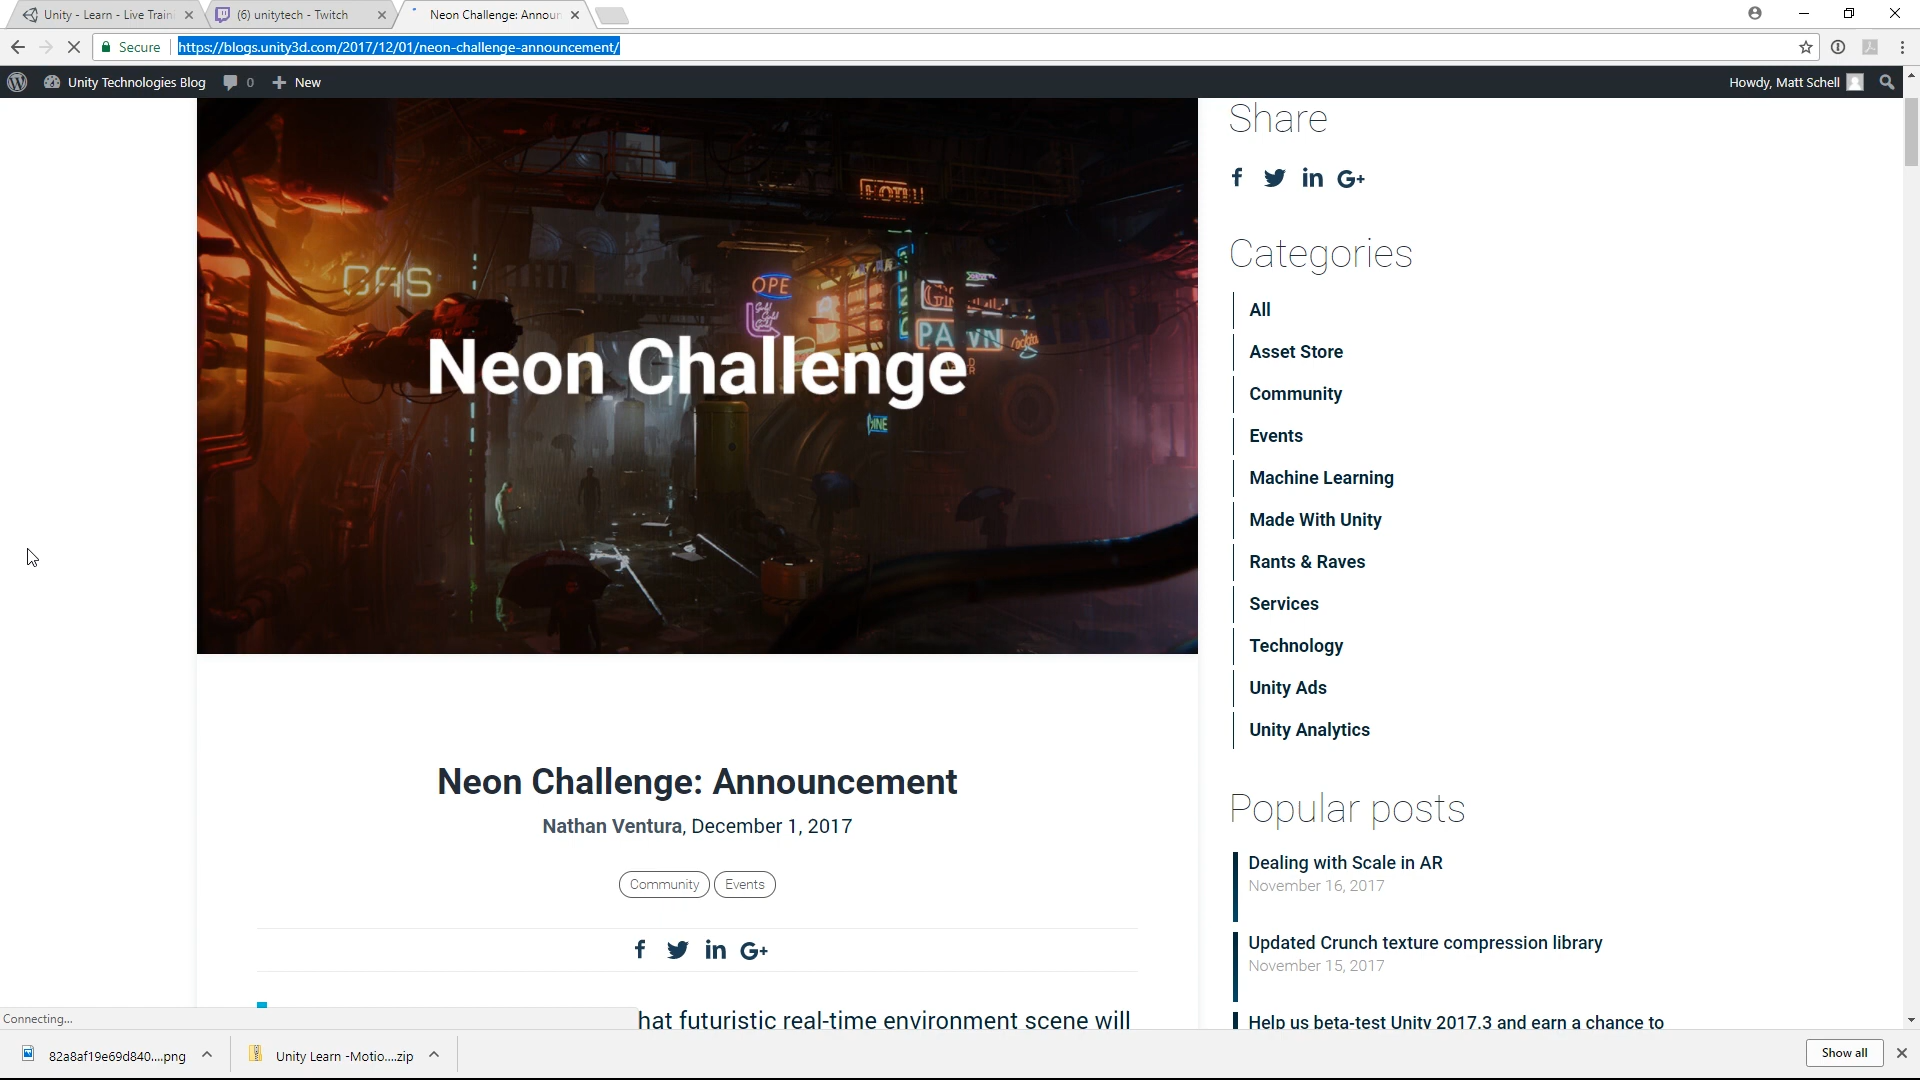 Unity - Learn - Live Traini
(6) unitytech - Twitch
Neon Challenge: Announ
Secure
https://blogs.unity3d.com/2017/12/01/neon-challenge-announcement/
Unity Technologies Blog
0
New
Howdy, Matt Schell
GAS
HOTEL
OPE
PAWN
Neon Challenge
Share
Categories
All
Asset Store
Community
Events
Machine Learning
Made With Unity
Rants & Raves
Services
Technology
Unity Ads
Unity Analytics
Neon Challenge: Announcement
Nathan Ventura, December 1, 2017
Community
Events
hat futuristic real-time environment scene will
Popular posts
Dealing with Scale in AR
November 16, 2017
Updated Crunch texture compression library
November 15, 2017
Help us beta-test Unity 2017.3 and earn a chance to
Connecting...
82a8af19e69d840....png
Unity Learn -Motio....zip
Show all